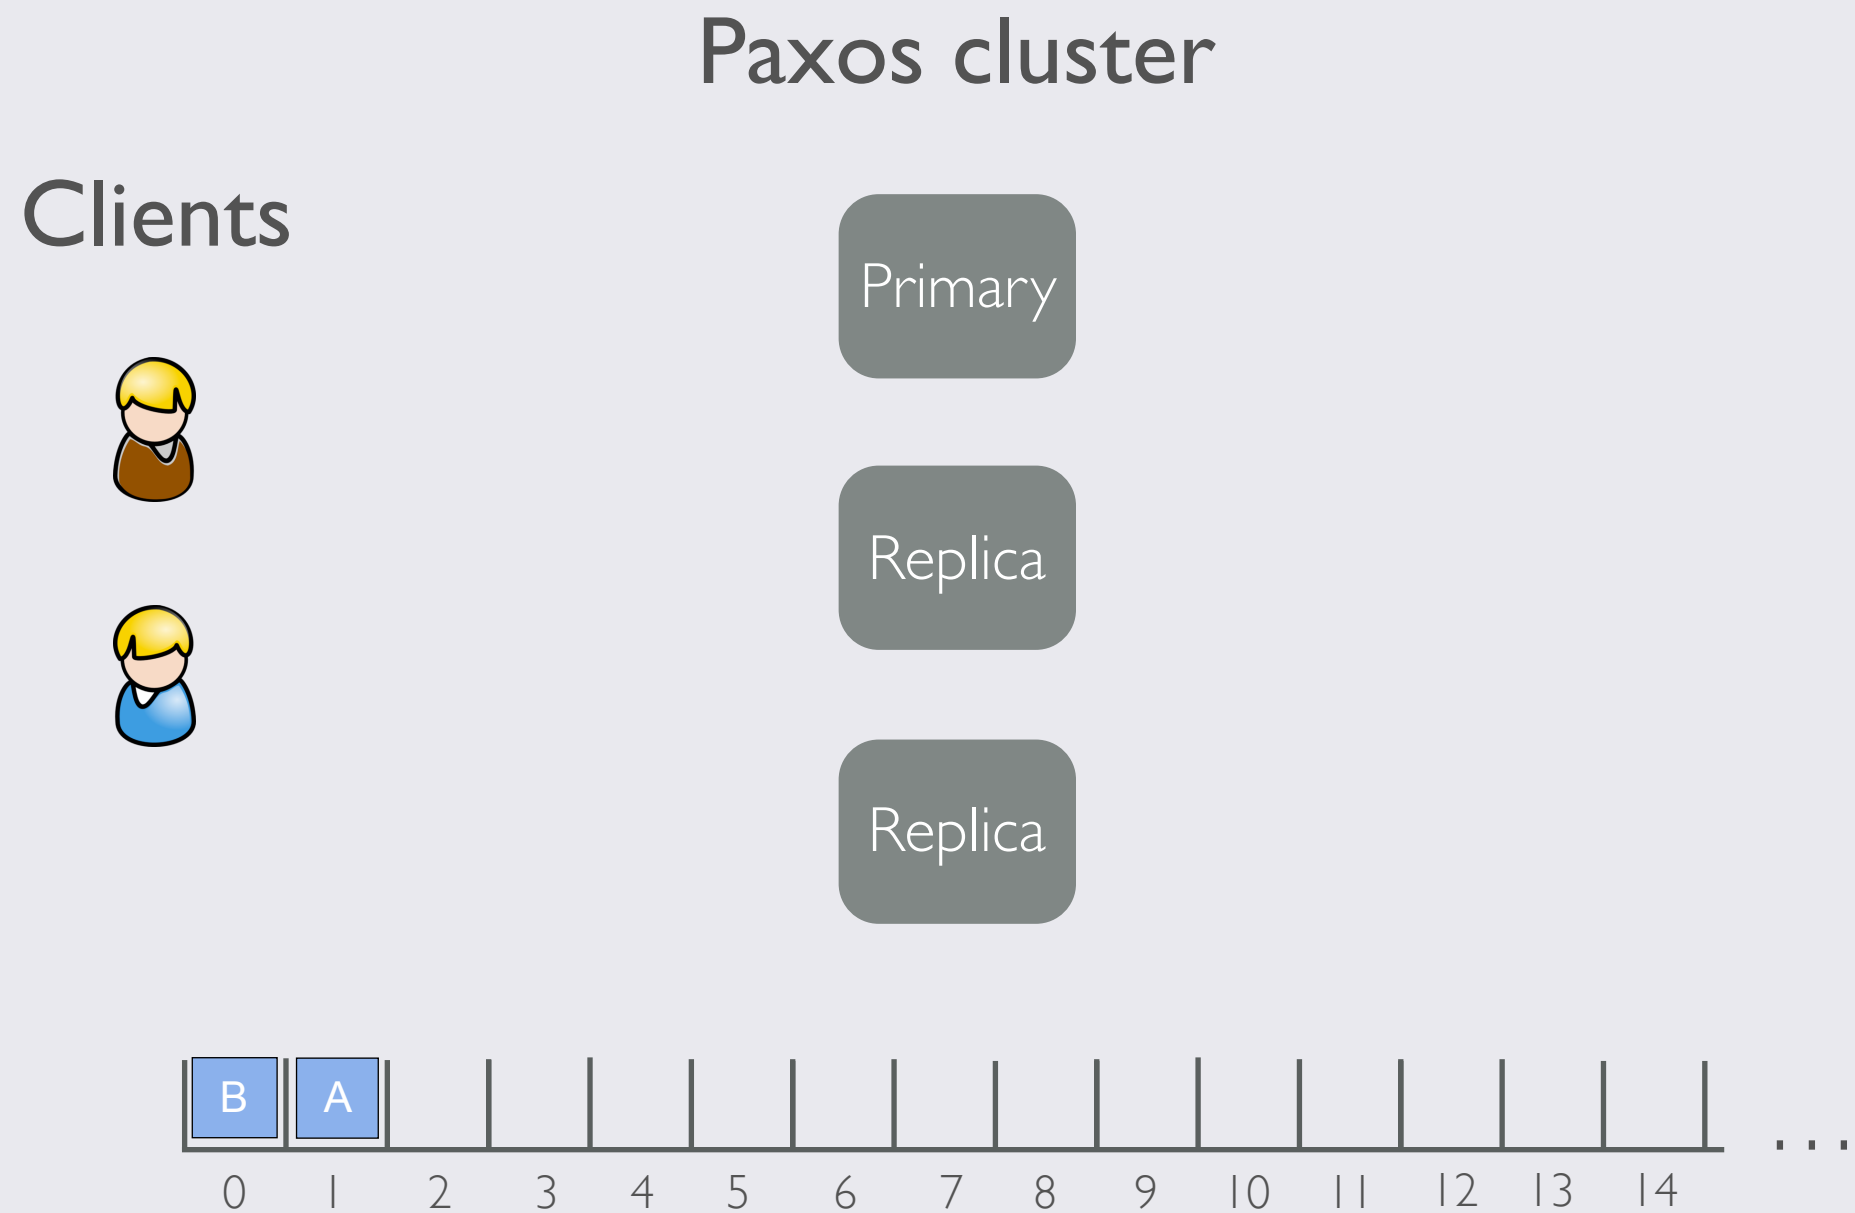 Paxos cluster
Clients
Primary
Replica
Replica
B A
0 1 2 3 4 5 6 7 8 9 10 11 12 13 14
...